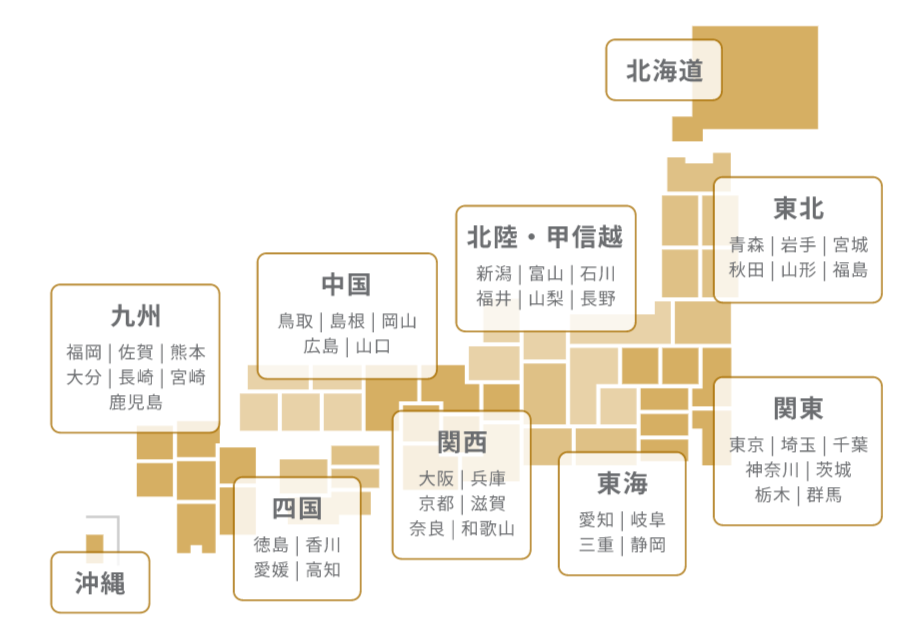 北海道
東北
青森 | 岩手 | 宮城
秋田 | 山形 | 福島
北陸・甲信越
新潟 | 富山 | 石川
福井 | 山梨 | 長野
中国
鳥取 | 島根 | 岡山
広島 | 山口
九州
福岡 | 佐賀 | 熊本
大分 | 長崎 | 宮崎
鹿児島
関東
東京 | 埼玉 | 千葉
神奈川 | 茨城
栃木 | 群馬
関西
大阪 | 兵庫
京都 | 滋賀
奈良 | 和歌山
東海
愛知 | 岐阜
三重 | 静岡
四国
徳島 | 香川
愛媛 | 高知
沖縄